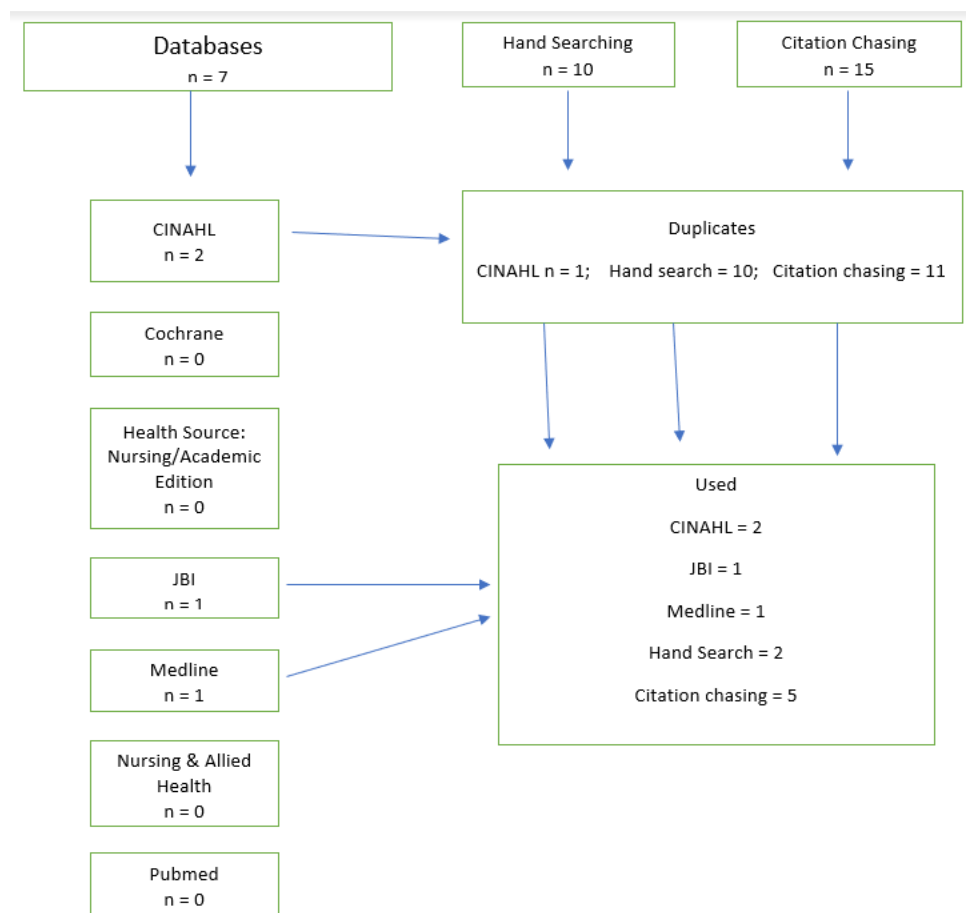 Databases
n = 7
Hand Searching
n = 10
Citation Chasing
n = 15
CINAHL
n = 2
Duplicates
CINAHL n = 1; Hand search = 10; Citation chasing = 11
Cochrane
n = 0
Health Source:
Nursing/Academic
Edition
n = 0
JBI
n = 1
Medline
n = 1
Nursing & Allied
Health
n = 0
Pubmed
n = 0
Used
CINAHL = 2
JBI = 1
Medline = 1
Hand Search = 2
Citation chasing = 5